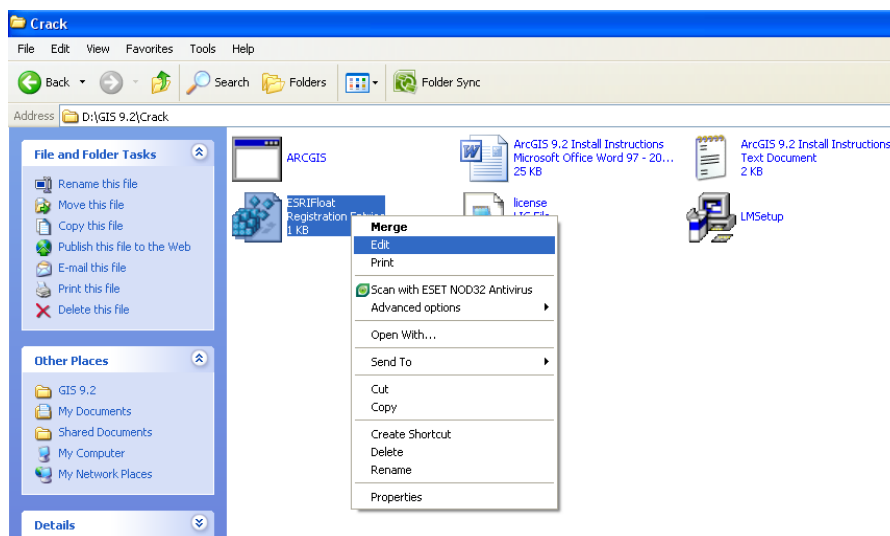 Crack
File Edit View Favorites Tools Help
Back Search Folders Folder Sync
Address D:\GIS 9.2\Crack
File and Folder Tasks
Rename this file
Move this file
Copy this file
Publish this file to the Web
E-mail this file
Print this file
Delete this file
Other Places
GIS 9.2
My Documents
Shared Documents
My Computer
My Network Places
Details
ARCGIS
ArcGIS 9.2 Install Instructions
Microsoft Office Word 97 - 20...
25 KB
ArcGIS 9.2 Install Instructions
Text Document
2 KB
ESRIFloat
Registration Entries
1 KB
license
LIC File
LMSetup
Merge
Edit
Print
Scan with ESET NOD32 Antivirus
Advanced options
Open With...
Send To
Cut
Copy
Create Shortcut
Delete
Rename
Properties